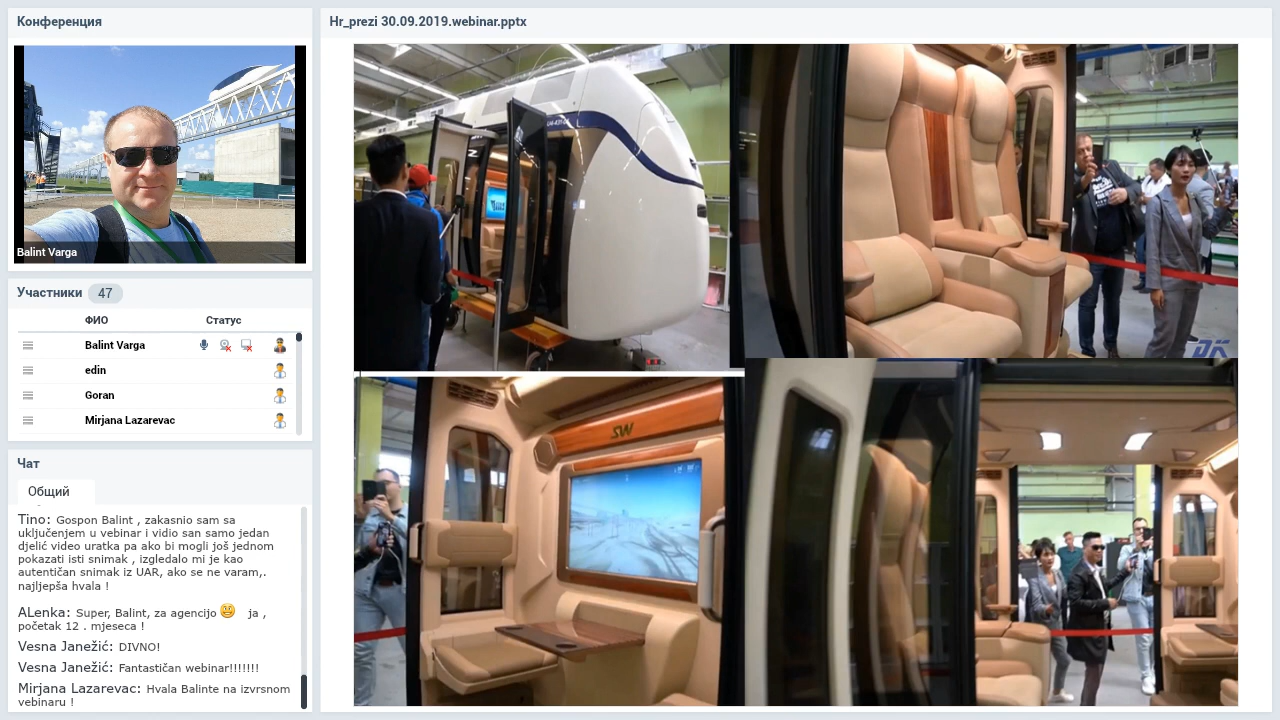 Конференция
Balint Varga
Участники 47
ФИО Статус
Balint Varga
edin
Goran
Mirjana Lazarevac
Чат
Общий
Tino: Gospon Balint , zakasnio sam sa
uključenjem u vebinar i vidio san samo jedan
djelić video uratka pa ako bi mogli još jednom
pokazati isti snimak , izgledalo mi je kao
autentičan snimak iz UAR, ako se ne varam,.
najljepša hvala !
ALenka: Super, Balint, za agencijo ja ,
početak 12 . mjeseca !
Vesna Janežić: DIVNO!
Vesna Janežić: Fantastičan webinar!!!!!!!
Mirjana Lazarevac: Hvala Balinte na izvrsnom
vebinaru !
Hr_prezi 30.09.2019.webinar.pptx
DK
SW